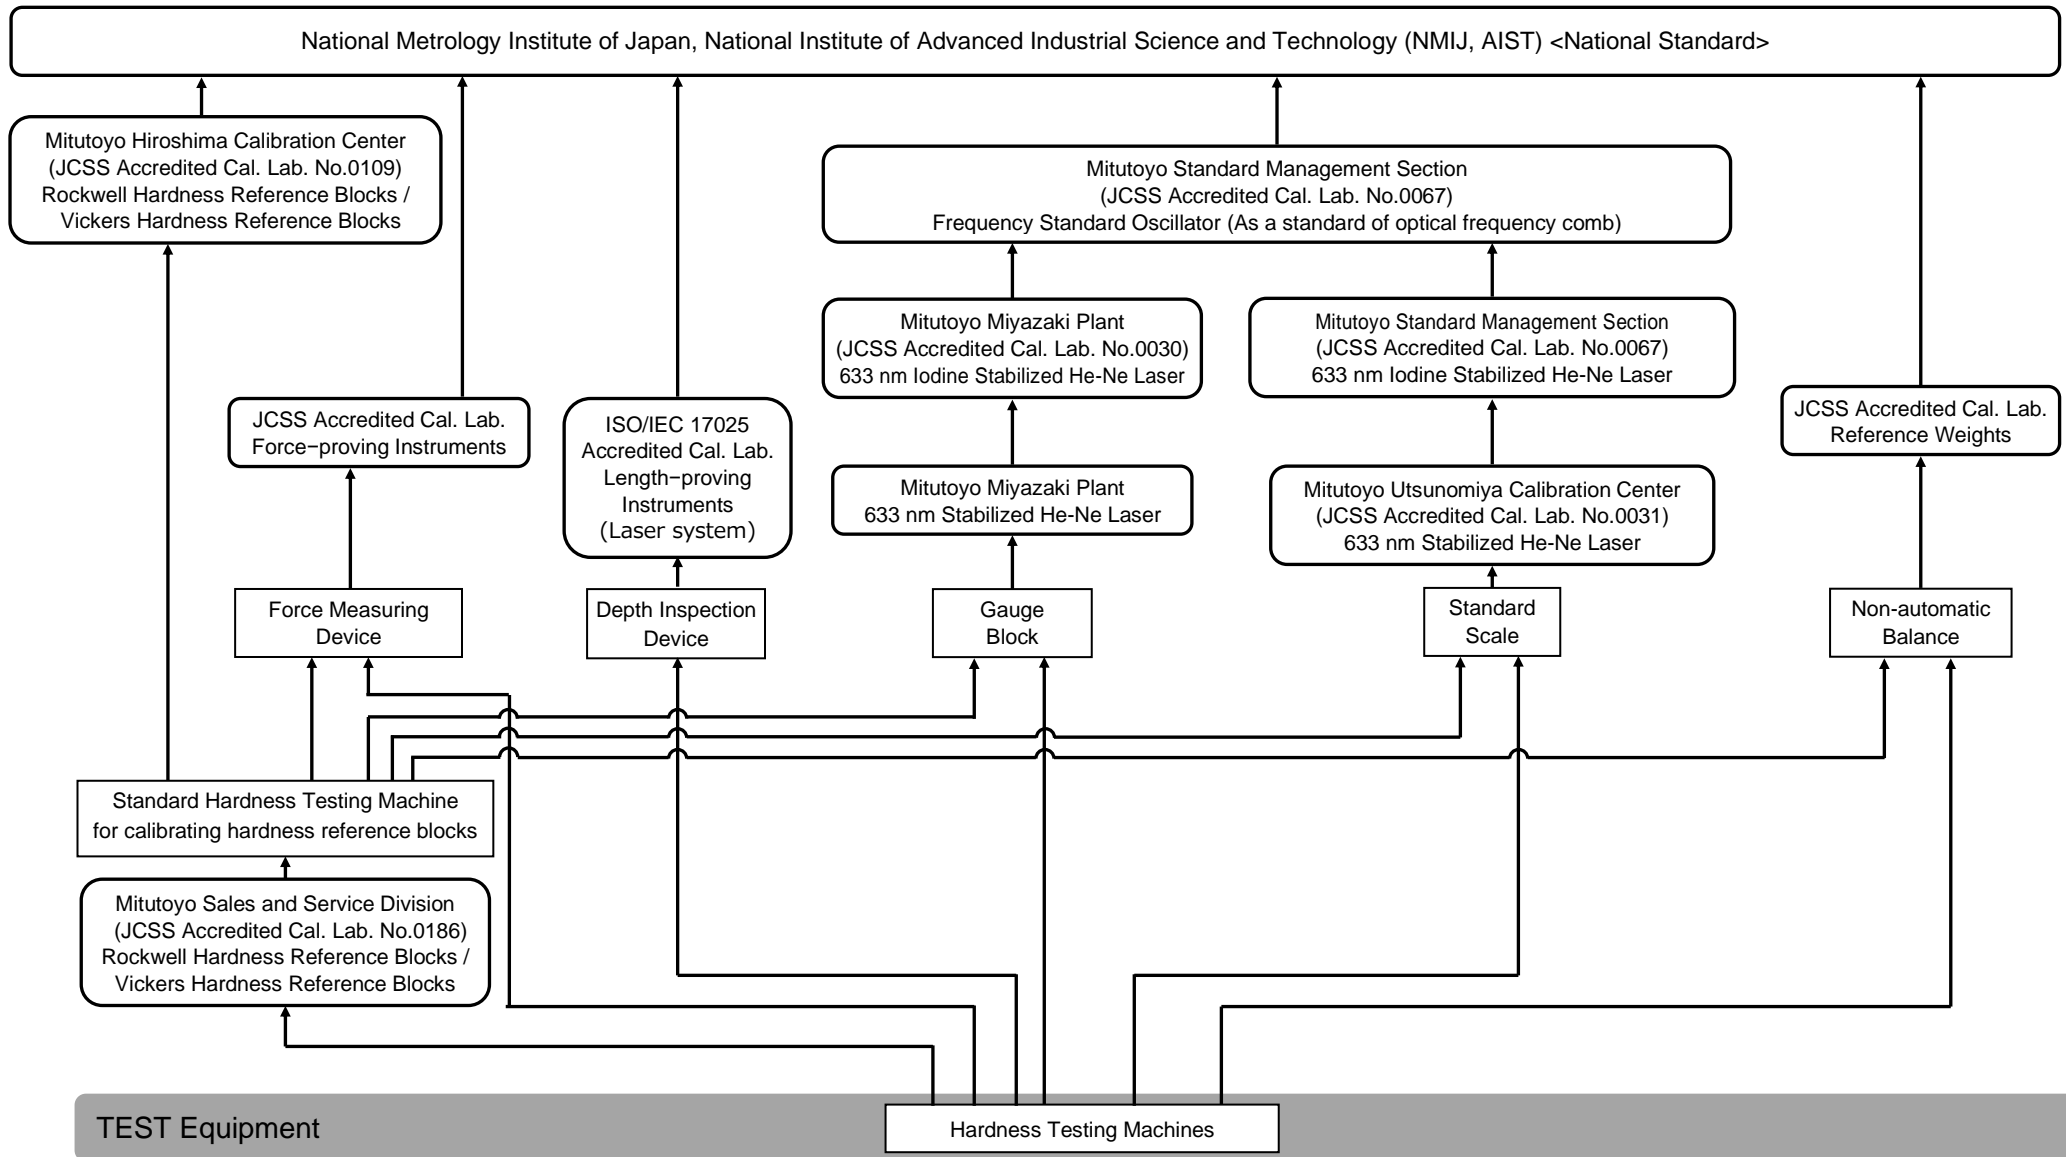 National Metrology Institute of Japan, National Institute of Advanced Industrial Science and Technology (NMIJ, AIST) <National Standard>
Mitutoyo Hiroshima Calibration Center
(JCSS Accredited Cal. Lab. No.0109)
Rockwell Hardness Reference Blocks /
Vickers Hardness Reference Blocks
Mitutoyo Standard Management Section
(JCSS Accredited Cal. Lab. No.0067)
Frequency Standard Oscillator (As a standard of optical frequency comb)
Mitutoyo Miyazaki Plant
(JCSS Accredited Cal. Lab. No.0030)
633 nm Iodine Stabilized He-Ne Laser
Mitutoyo Standard Management Section
(JCSS Accredited Cal. Lab. No.0067)
633 nm Iodine Stabilized He-Ne Laser
JCSS Accredited Cal. Lab.
Force−proving Instruments
ISO/IEC 17025
Accredited Cal. Lab.
Length−proving
Instruments
(Laser system)
Mitutoyo Miyazaki Plant
633 nm Stabilized He-Ne Laser
Mitutoyo Utsunomiya Calibration Center
(JCSS Accredited Cal. Lab. No.0031)
633 nm Stabilized He-Ne Laser
JCSS Accredited Cal. Lab.
Reference Weights
Force Measuring
Device
Depth Inspection
Device
Gauge
Block
Standard
Scale
Non-automatic
Balance
Standard Hardness Testing Machine
for calibrating hardness reference blocks
Mitutoyo Sales and Service Division
(JCSS Accredited Cal. Lab. No.0186)
Rockwell Hardness Reference Blocks /
Vickers Hardness Reference Blocks
TEST Equipment
Hardness Testing Machines